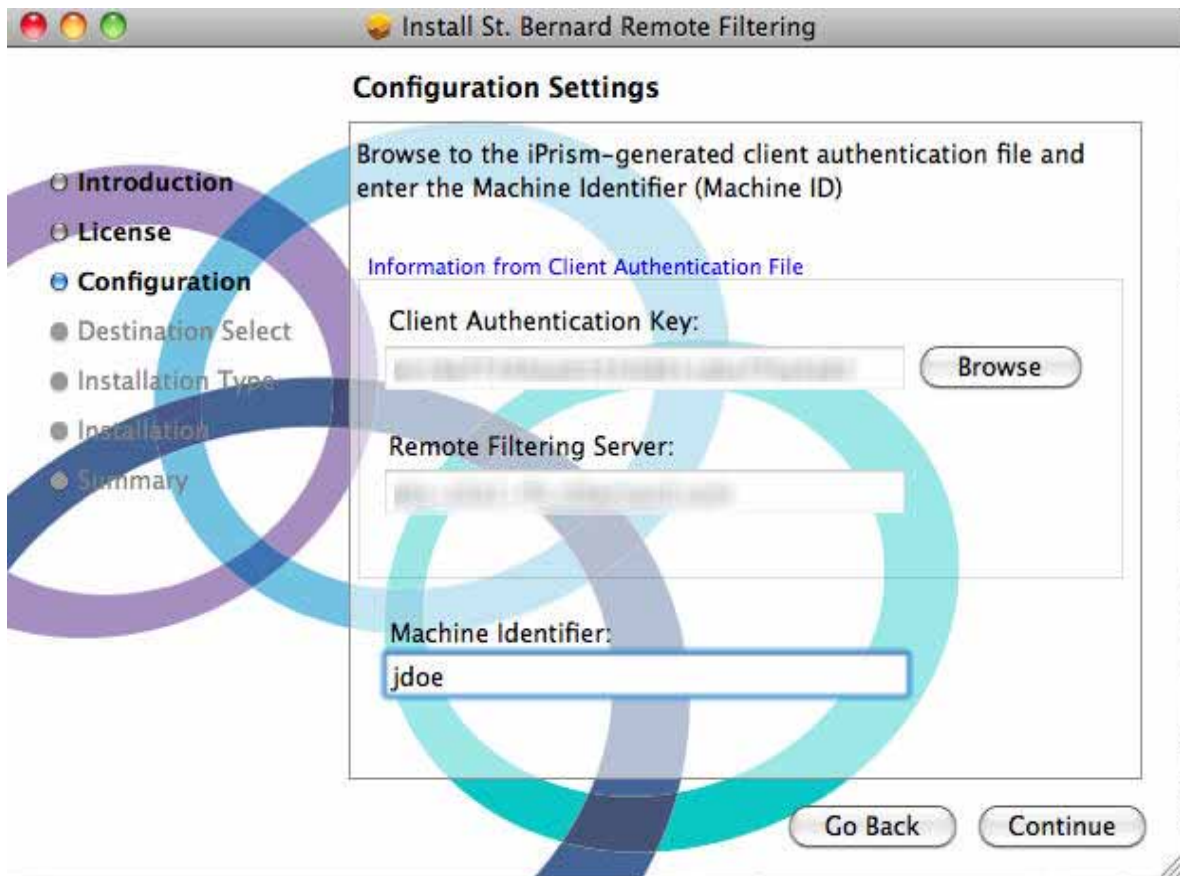 Install St. Bernard Remote Filtering
Configuration Settings
Introduction
License
Configuration
Destination Select
Installation Type
Installation
Summary
Browse to the iPrism-generated client authentication file and
enter the Machine Identifier (Machine ID)
Information from Client Authentication File
Client Authentication Key:
Browse
Remote Filtering Server:
Machine Identifier:
jdoe
Go Back
Continue